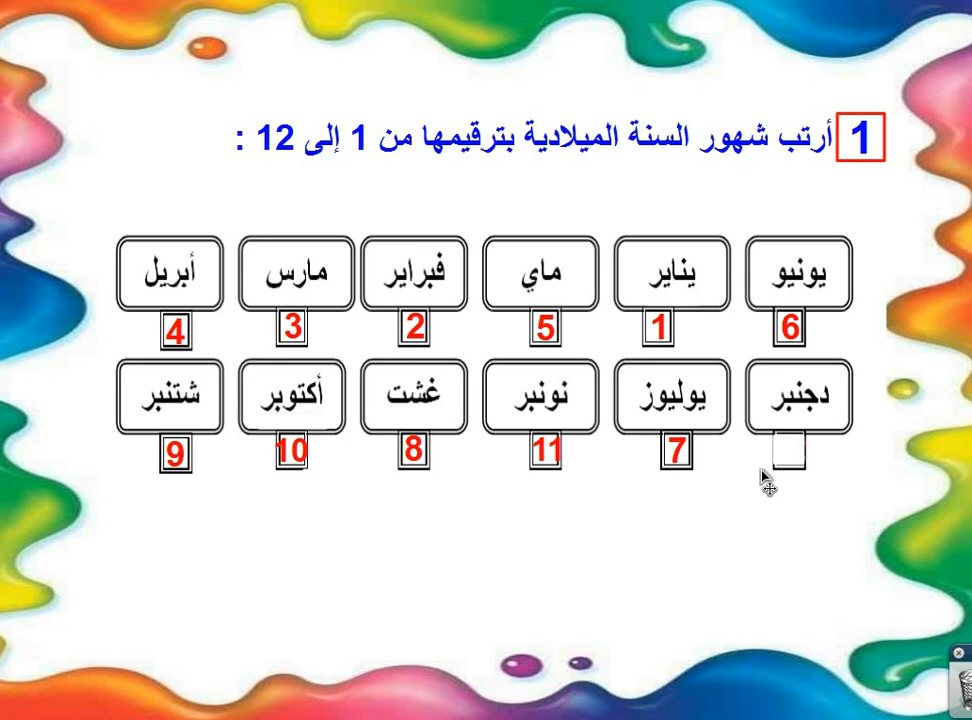 1 أرتب شهور السنة الميلادية بترقيمها من 1 إلى 12 :
يونيو يناير ماي فبراير مارس أبريل
6 1 5 2 3 4
دجنبر يوليوز نونبر غشت أكتوبر شتنبر
7 11 8 10 9